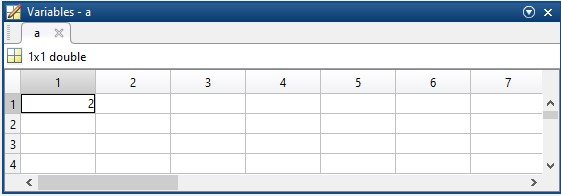 Variables - a
a
1x1 double
1 2 3 4 5 6 7
1 2
2
3
4